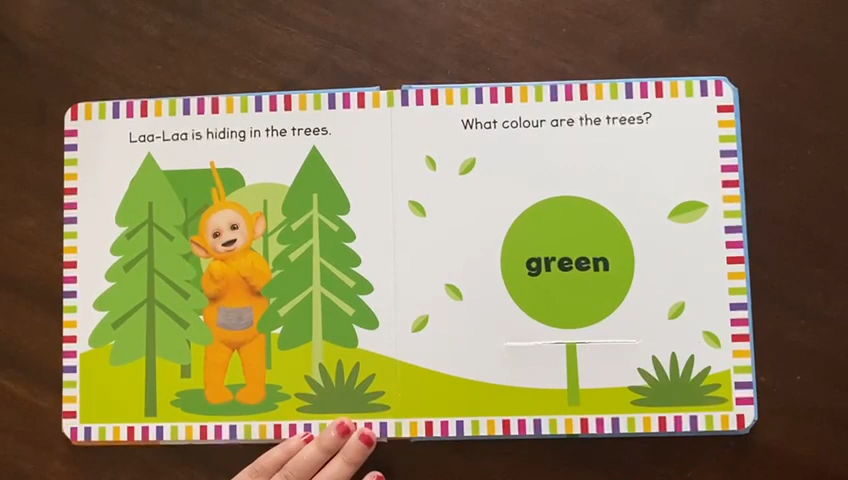 Laa-Laa is hiding in the trees.
What colour are the trees?
green